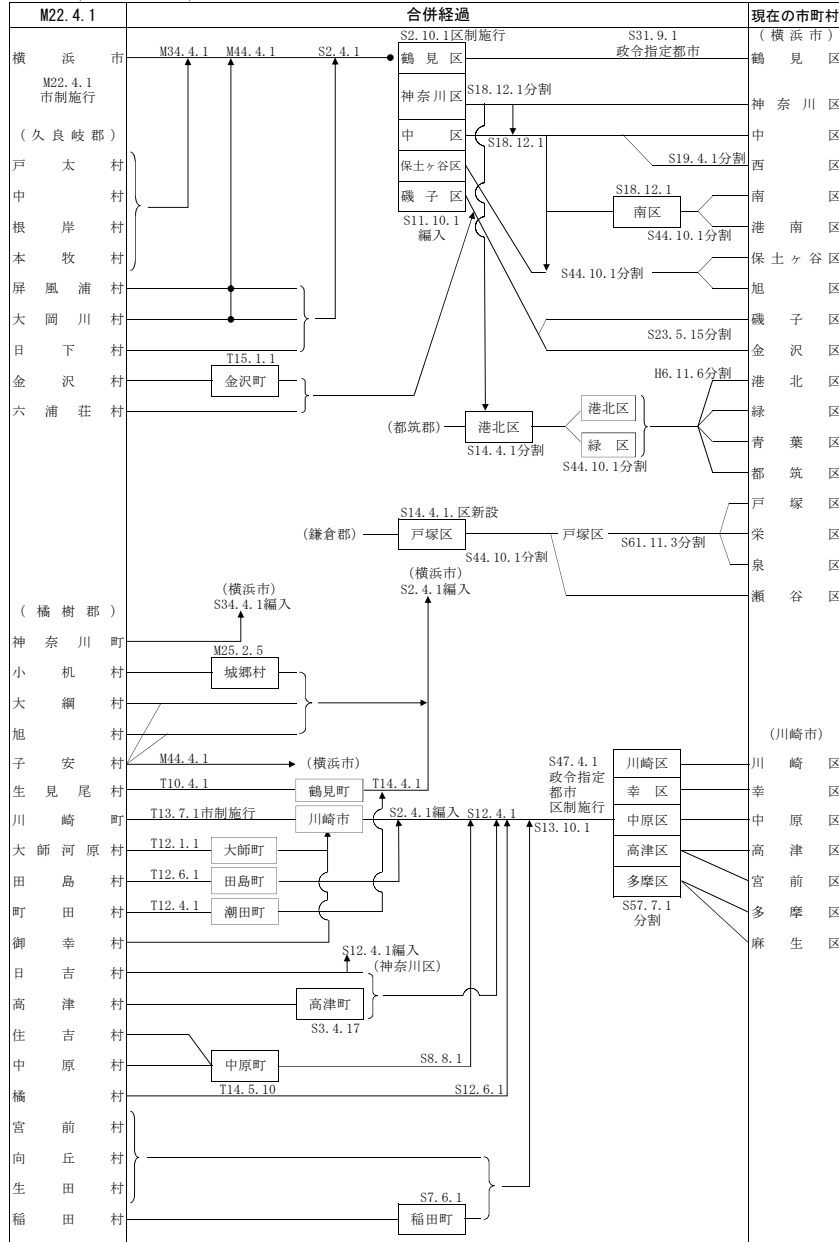 M22.4.1 合併経過 現在の市町村
S2.10.1区制施行 S31.9.1 (横浜市)
横浜市 M34.4.1 M44.4.1 S2.4.1 鶴見区 政令指定都市 鶴見区
M22.4.1
市制施行
神奈川区 S18.12.1分割 神奈川区
(久良岐郡) 中区 S18.12.1 中区
戸太村 保土ヶ谷区 S19.4.1分割 西区
中村 磯子区 S18.12.1 南区
根岸村 S11.10.1 南区 港南区
編入 S44.10.1分割
本牧村 保土ヶ谷区
屏風浦村 S44.10.1分割 旭区
大岡川村 磯子区
S23.5.15分割
日下村 金沢区
T15.1.1 H6.11.6分割
金沢村 金沢町 港北区
六浦荘村 港北区 緑区
(都筑郡) 港北区 緑区 青葉区
S14.4.1分割 S44.10.1分割
都筑区
S14.4.1.区新設 戸塚区
(鎌倉郡) 戸塚区 戸塚区 S61.11.3分割 栄区
S44.10.1分割 泉区
(横浜市)
S2.4.1編入
(横浜市)
S34.4.1編入
瀬谷区
(橘樹郡)
神奈川町
M25.2.5
小机村 城郷村
大綱村
旭村 (川崎市)
子安村 M44.4.1 (横浜市) S47.4.1 川崎区 川崎区
政令指定
都市
区制施行
生見尾村 T10.4.1 鶴見町 T14.4.1 幸区 幸区
川崎町 T13.7.1市制施行 川崎市 S2.4.1編入 S12.4.1 S13.10.1 中原区 中原区
大師河原村 T12.1.1 大師町 高津区 高津区
田島村 T12.6.1 田島町 多摩区 宮前区
町田村 T12.4.1 潮田町 S57.7.1 多摩区
分割
御幸村 麻生区
S12.4.1編入
日吉村 (神奈川区)
高津村 高津町
S3.4.17
住吉村
中原村 中原町 S8.8.1
T14.5.10 S12.6.1
橘村
宮前村
向丘村
生田村
S7.6.1
稲田村 稲田町